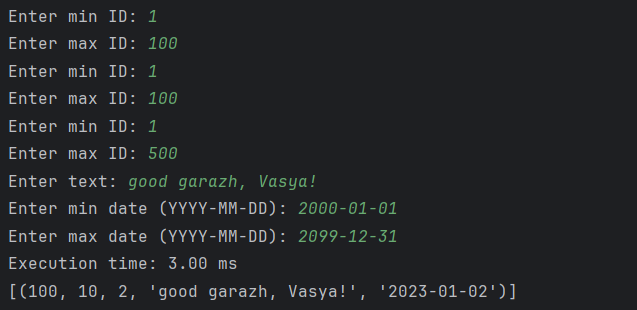 Enter min ID: 1
Enter max ID: 100
Enter min ID: 1
Enter max ID: 100
Enter min ID: 1
Enter max ID: 500
Enter text: good garazh, Vasya!
Enter min date (YYYY-MM-DD): 2000-01-01
Enter max date (YYYY-MM-DD): 2099-12-31
Execution time: 3.00 ms
[(100, 10, 2, 'good garazh, Vasya!', '2023-01-02')]